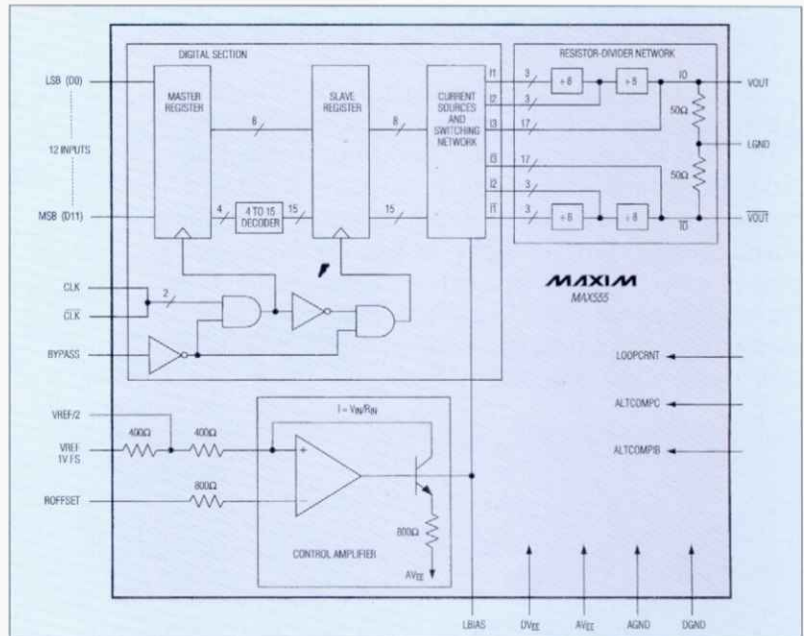 DIGITAL SECTION
RESISTOR-DIVIDER NETWORK
LSB (D0)
12 INPUTS
MSB (D11)
MASTER
REGISTER
8
4
4 TO 15
DECODER
15
SLAVE
REGISTER
8
15
CURRENT
SOURCES
AND
SWITCHING
NETWORK
I1
3
÷8
÷8
I0
VOUT
I2
3
I3
17
50Ω
LGND
I3
17
50Ω
I2
3
I1
3
÷8
÷8
I0
VOUT
CLK
CLK
2
BYPASS
MAXIM
MAX555
LOOPCRNT
ALTCOMPC
ALTCOMPIB
VREF/2
400Ω
400Ω
VREF
1V FS
ROFFSET
800Ω
I = VIN/RIN
+
-
800Ω
CONTROL AMPLIFIER
AVEE
LBIAS
DVEE
AVEE
AGND
DGND